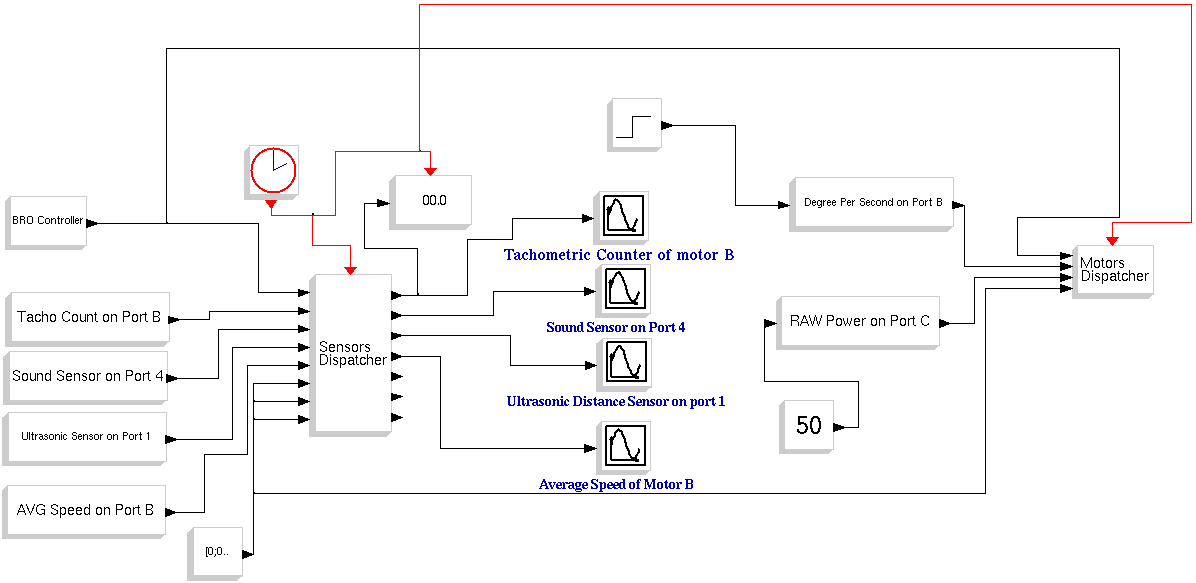 BRO Controller
00.0
Degree Per Second on Port B
Tachometric Counter of motor B
Motors
Dispatcher
Tacho Count on Port B
Sound Sensor on Port 4
RAW Power on Port C
Sensors
Dispatcher
Sound Sensor on Port 4
Ultrasonic Distance Sensor on port 1
50
Ultrasonic Sensor on Port 1
Average Speed of Motor B
AVG Speed on Port B
[0;0..